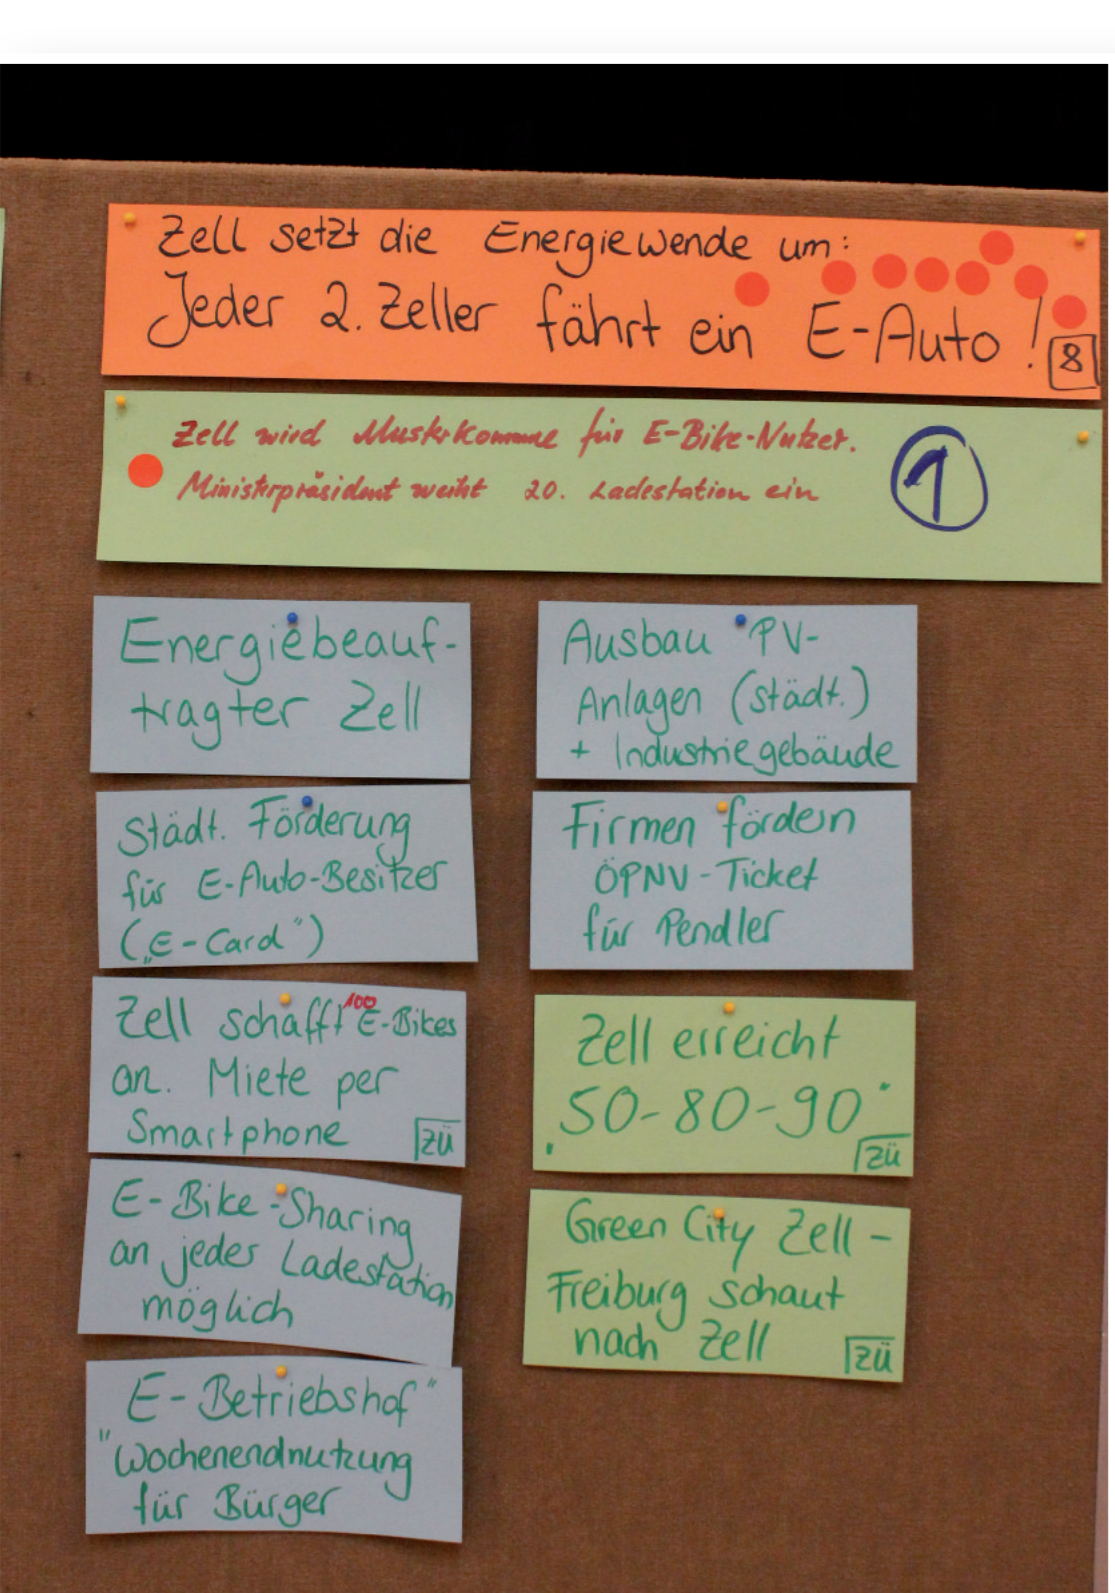 Zell setzt die Energiewende um:
Jeder 2. Zeller fährt ein E-Auto!
8
Zell wird Musterkommune für E-Bike-Nutzer.
Ministerpräsident weiht 20. Ladestation ein
1
Energiebeauf-
tragter Zell
Städt. Förderung
für E-Auto-Besitzer
(„E-Card")
Zell schafft 100 E-Bikes
an. Miete per
Smartphone
zü
E-Bike-Sharing
an jeder Ladestation
möglich
E-Betriebshof"
"Wochenendnutzung
für Bürger
Ausbau PV-
Anlagen (städt.)
+ Industriegebäude
Firmen fördern
ÖPNV-Ticket
für Pendler
Zell erreicht
„50-80-90"
zü
Green City Zell -
Freiburg schaut
nach Zell
zü